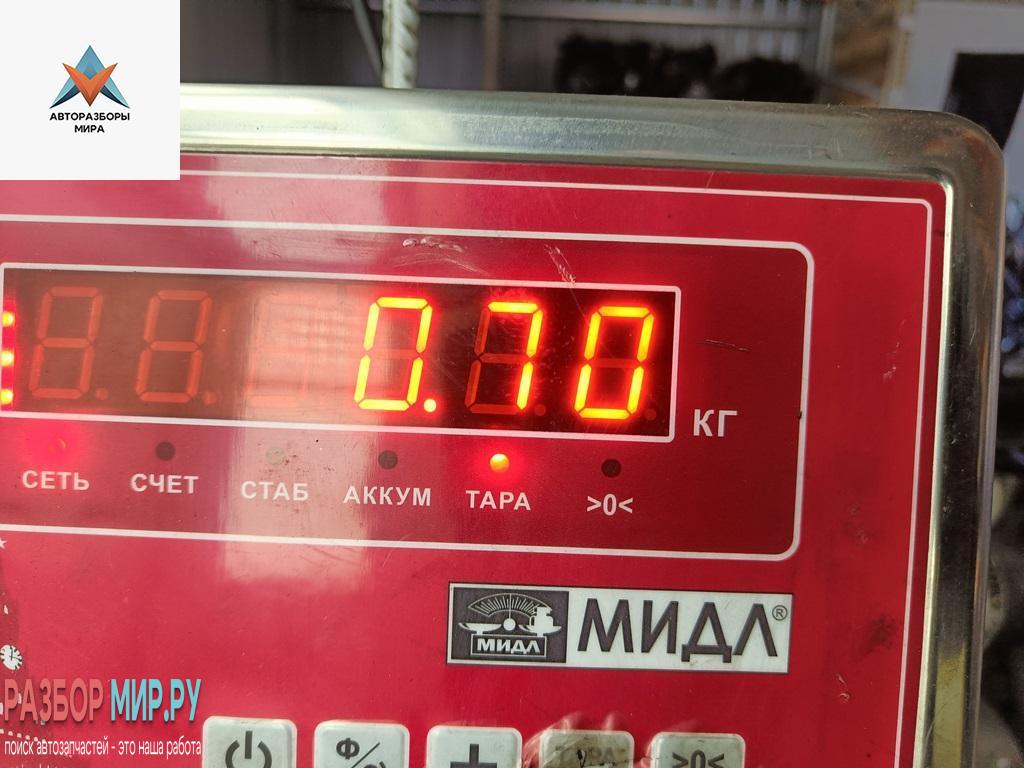 АВТОРАЗБОРЫ
МИРА
0.70
КГ
СЕТЬ СЧЕТ СТАБ АККУМ ТАРА >0<
МИДЛ
МИДЛ®
РАЗБОР МИР.РУ
поиск автозапчастей - это наша работа
Ф/
+
>0<